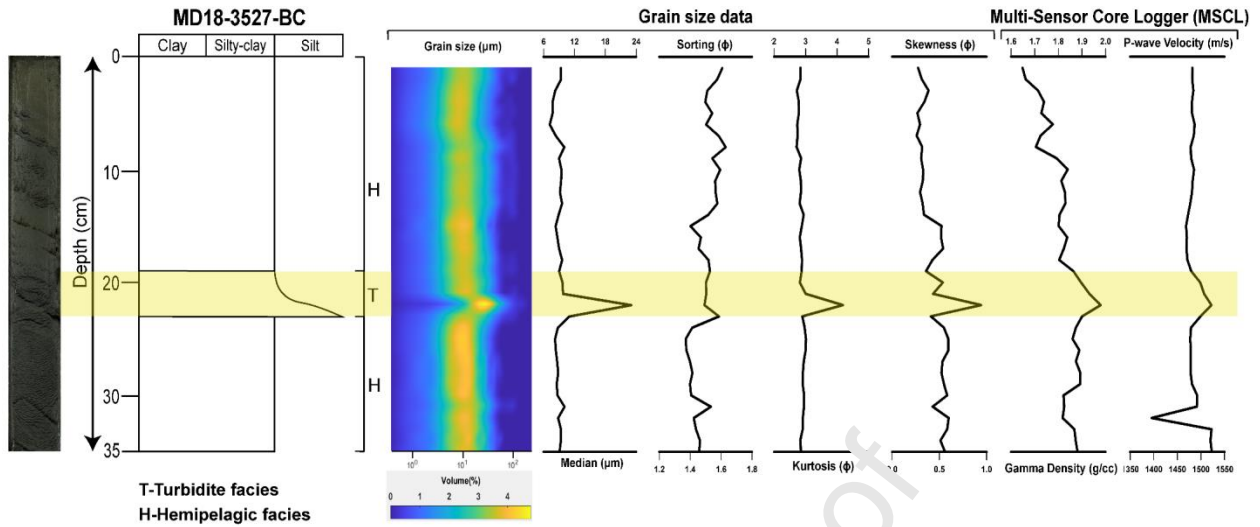 MD18-3527-BC
Grain size data
Multi-Sensor Core Logger (MSCL)
Clay Silty-clay Silt
Grain size (μm)
6 12 24
Sorting (ϕ)
2 3 4 5
Skewness (ϕ)
1.6 1.7 1.8 1.9 2.0
P-wave Velocity (m/s)
Depth (cm)
0
10
20
30
35
H
T
H
10⁰ 10¹ 10²
Median (μm)
1.2 1.4 1.6 1.8
Kurtosis (ϕ)
0.0 0.5 1.0
Gamma Density (g/cc)
1350 1400 1450 1500 1550
Volume(%)
0 1 2 3 4
T-Turbidite facies
H-Hemipelagic facies
of